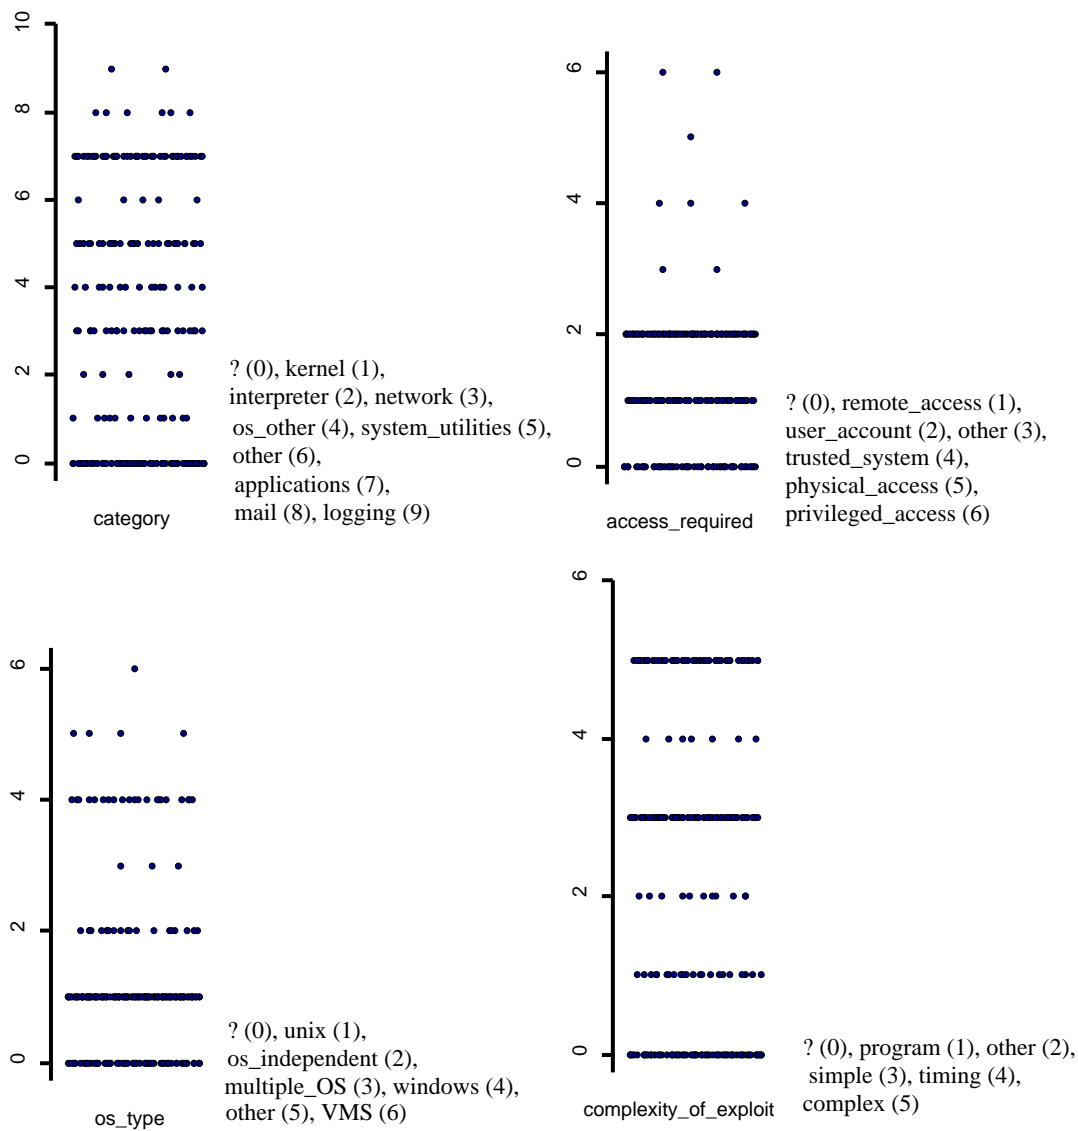 10
8
6
4
2
0
category
? (0), kernel (1),
interpreter (2), network (3),
os_other (4), system_utilities (5),
other (6),
applications (7),
mail (8), logging (9)
6
4
2
0
access_required
? (0), remote_access (1),
user_account (2), other (3),
trusted_system (4),
physical_access (5),
privileged_access (6)
6
4
2
0
os_type
? (0), unix (1),
os_independent (2),
multiple_OS (3), windows (4),
other (5), VMS (6)
6
4
2
0
complexity_of_exploit
? (0), program (1), other (2),
simple (3), timing (4),
complex (5)